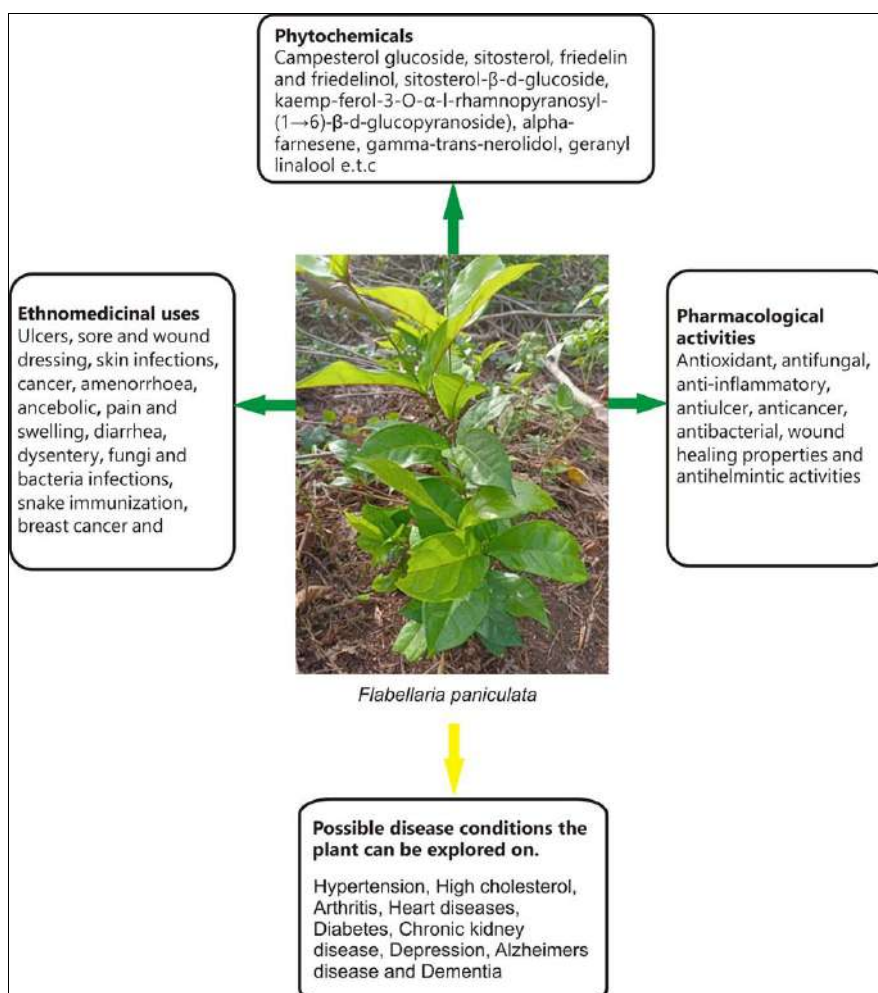 Phytochemicals
Campesterol glucoside, sitosterol, friedelin
and friedelinol, sitosterol-β-d-glucoside,
kaemp-ferol-3-O-α-l-rhamnopyranosyl-
(1→6)-β-d-glucopyranoside), alpha-
farnesene, gamma-trans-nerolidol, geranyl
linalool e.t.c
Ethnomedicinal uses
Ulcers, sore and wound
dressing, skin infections,
cancer, amenorrhoea,
ancebolic, pain and
swelling, diarrhea,
dysentery, fungi and
bacteria infections,
snake immunization,
breast cancer and
Pharmacological
activities
Antioxidant, antifungal,
anti-inflammatory,
antiulcer, anticancer,
antibacterial, wound
healing properties and
antihelmintic activities
Flabellaria paniculata
Possible disease conditions the
plant can be explored on.
Hypertension, High cholesterol,
Arthritis, Heart diseases,
Diabetes, Chronic kidney
disease, Depression, Alzheimers
disease and Dementia